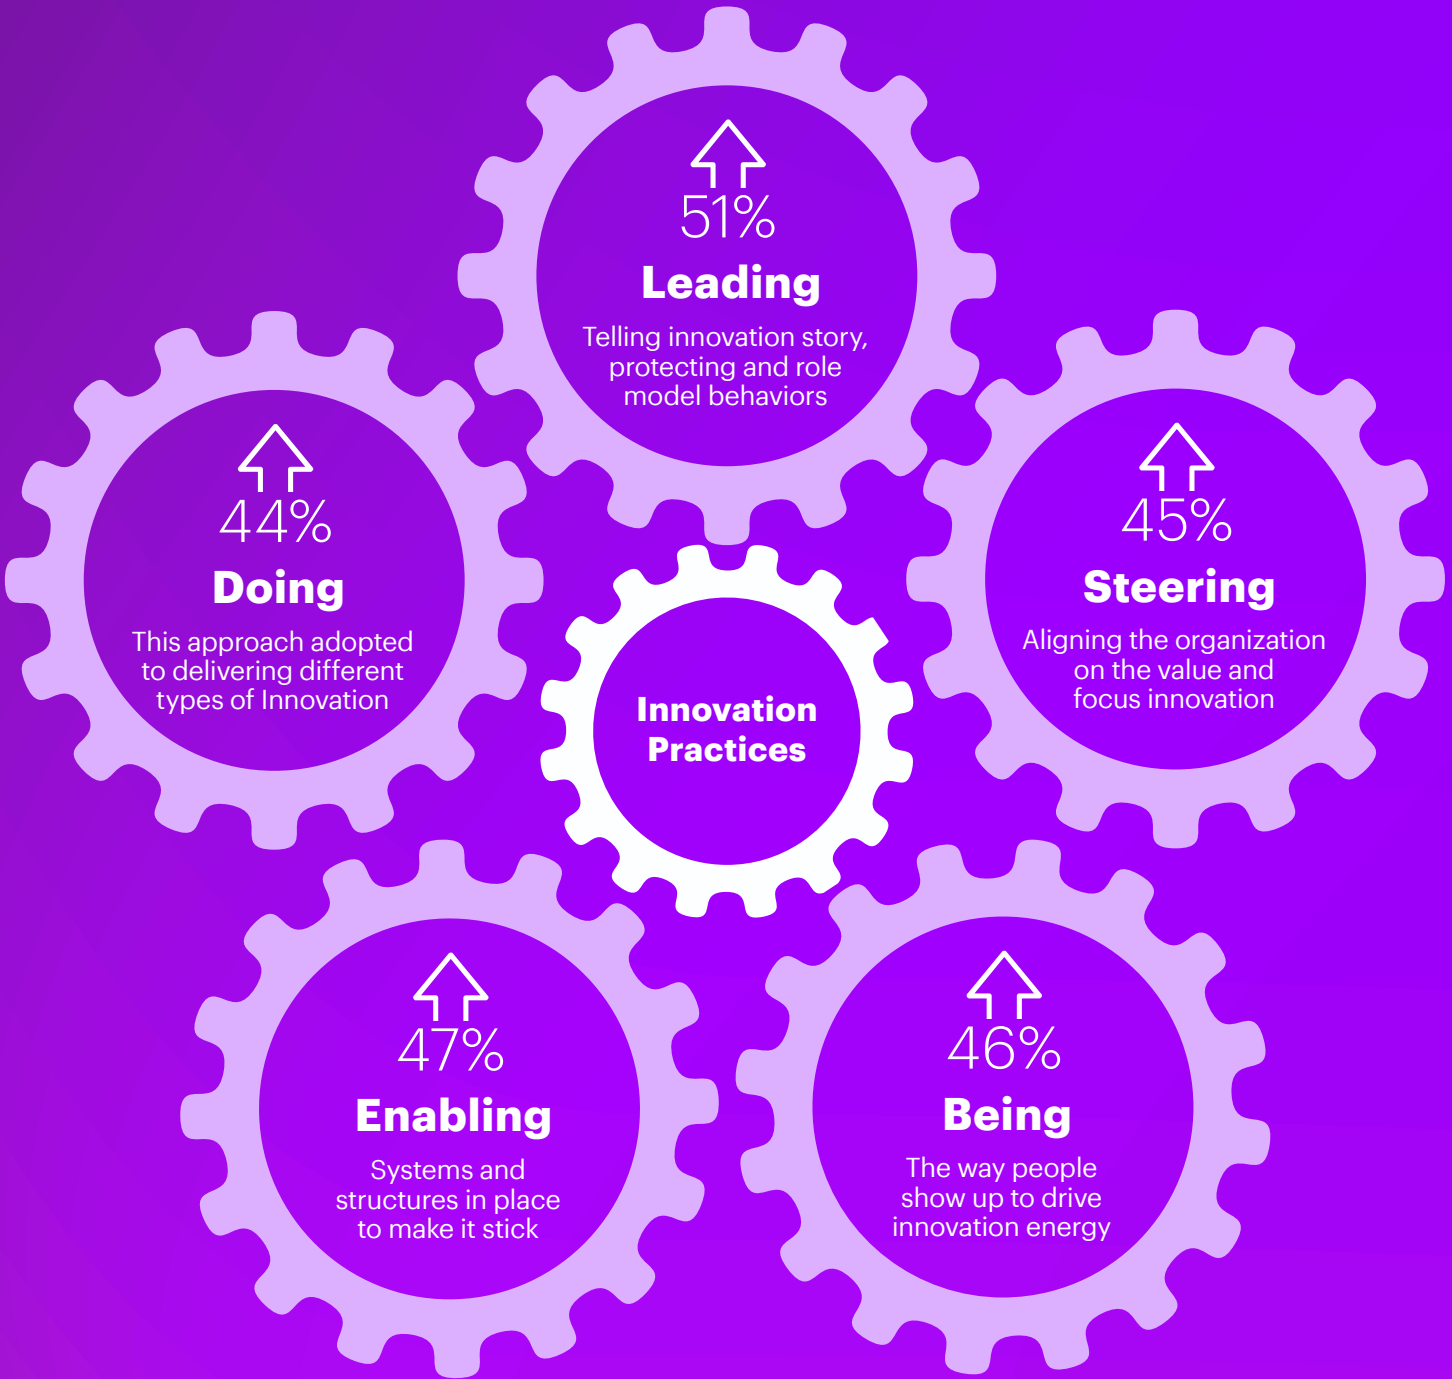 51%
Leading
Telling innovation story,
protecting and role
model behaviors
44%
Doing
This approach adopted
to delivering different
types of Innovation
45%
Steering
Aligning the organization
on the value and
focus innovation
Innovation
Practices
47%
Enabling
Systems and
structures in place
to make it stick
46%
Being
The way people
show up to drive
innovation energy